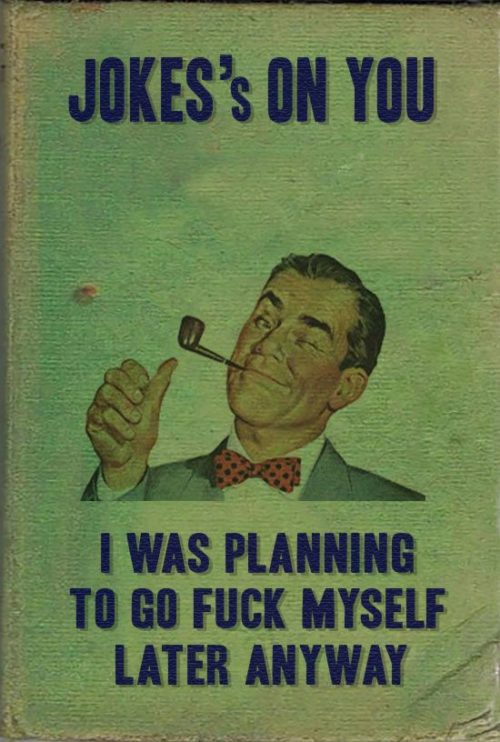 JOKES's ON YOU
I WAS PLANNING
TO GO FUCK MYSELF
LATER ANYWAY